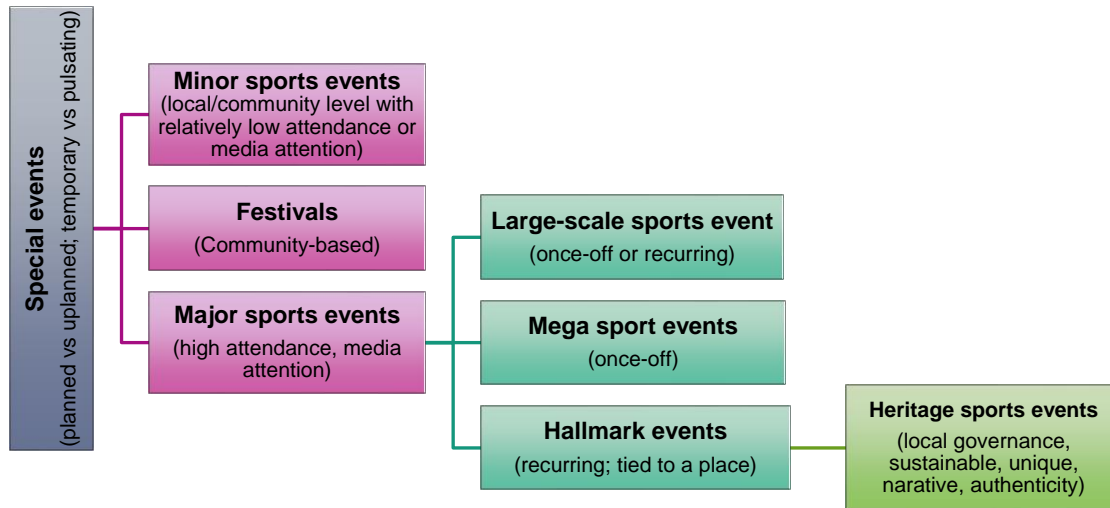 Special events
(planned vs uplanned; temporary vs pulsating)
Minor sports events
(local/community level with
relatively low attendance or
media attention)
Festivals
(Community-based)
Major sports events
(high attendance, media
attention)
Large-scale sports event
(once-off or recurring)
Mega sport events
(once-off)
Hallmark events
(recurring; tied to a place)
Heritage sports events
(local governance,
sustainable, unique,
narative, authenticity)